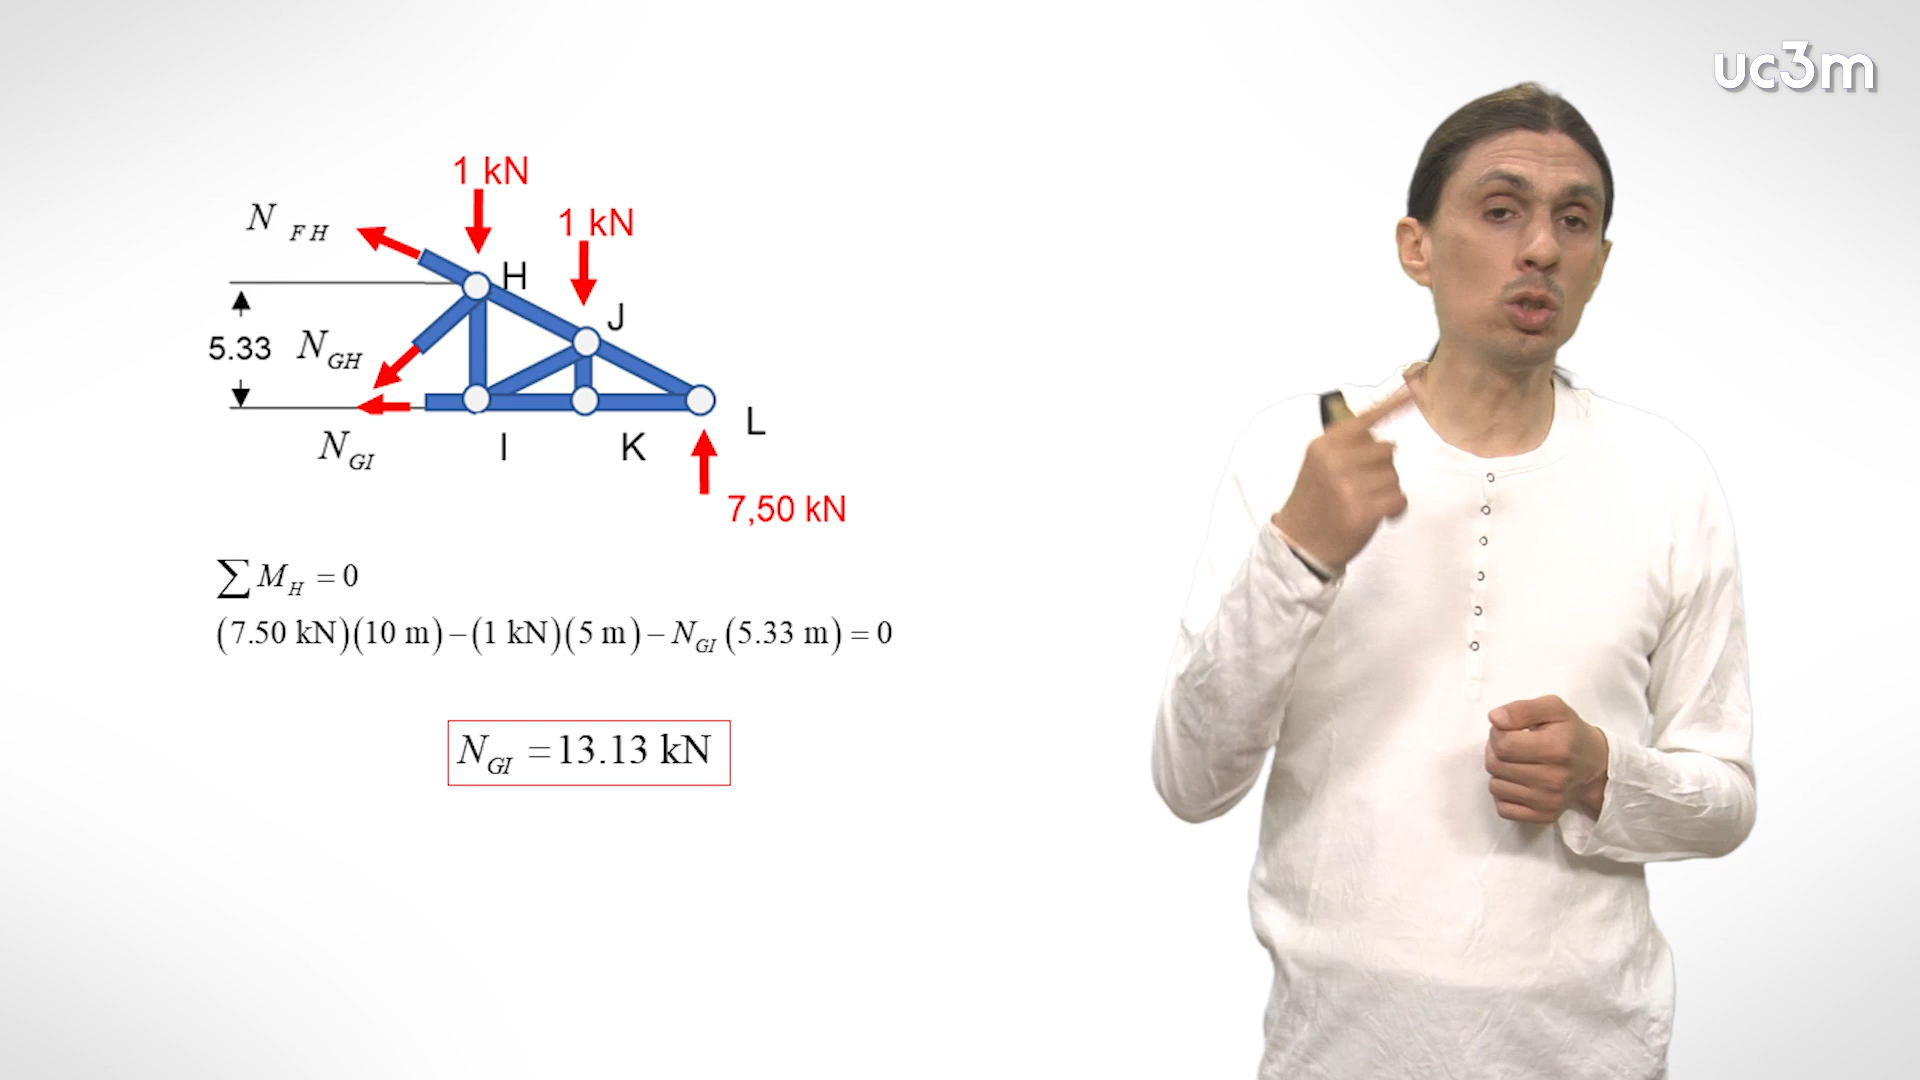 uc3m
1 kN
1 kN
N FH
H
J
5.33
N GH
N GI
I
K
L
7,50 kN
∑ M_H = 0
(7.50 kN)(10 m) – (1 kN)(5 m) – N_GI (5.33 m) = 0
N_GI = 13.13 kN